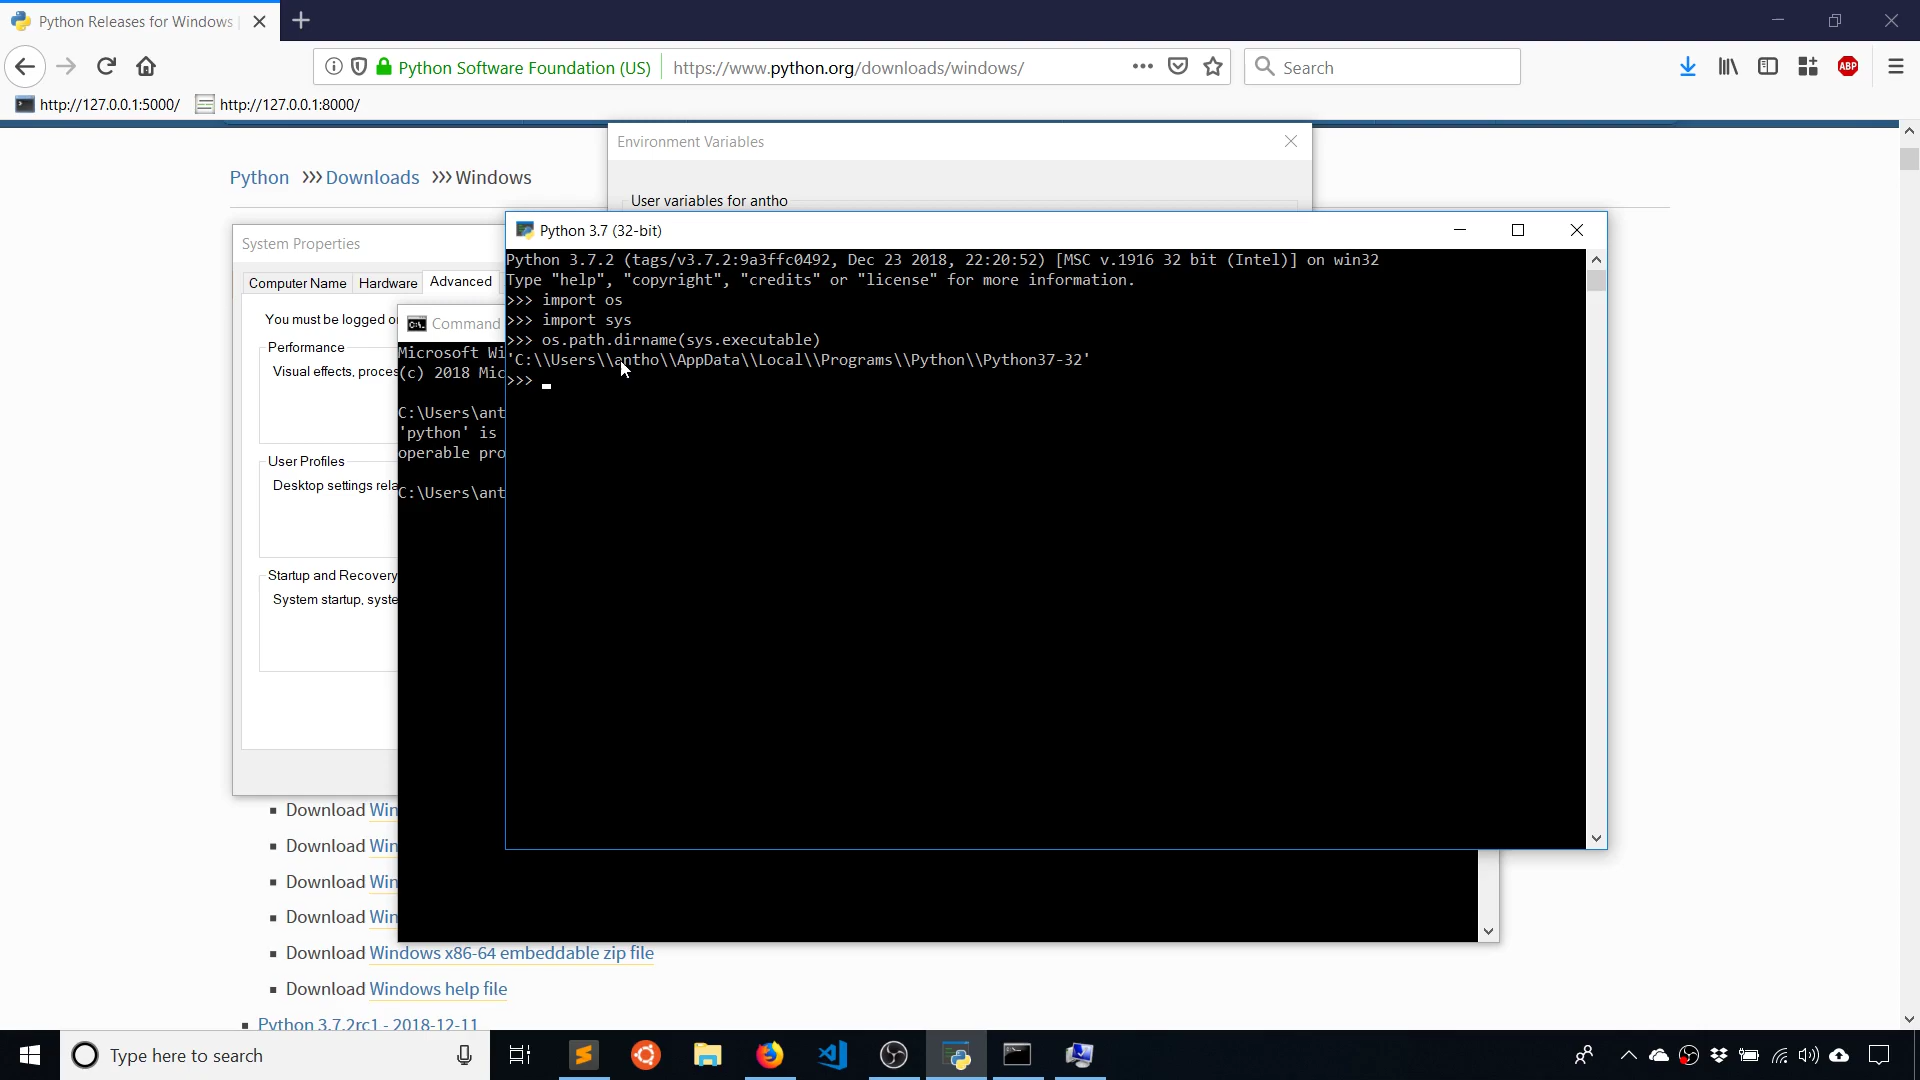 Python Releases for Windows
Python Software Foundation (US)
https://www.python.org/downloads/windows/
Search
ABP
http://127.0.0.1:5000/
http://127.0.0.1:8000/
Environment Variables
Python >>> Downloads >>> Windows
User variables for antho
System Properties
Python 3.7 (32-bit)
Computer Name
Hardware
Advanced
Python 3.7.2 (tags/v3.7.2:9a3ffc0492, Dec 23 2018, 22:20:52) [MSC v.1916 32 bit (Intel)] on win32
Type "help", "copyright", "credits" or "license" for more information.
>>> import os
>>> import sys
>>> os.path.dirname(sys.executable)
'C:\\Users\\antho\\AppData\\Local\\Programs\\Python\\Python37-32'
>>>
You must be logged o
Performance
Visual effects, proces
User Profiles
Desktop settings rela
Startup and Recovery
System startup, syste
Command
Microsoft Wi
(c) 2018 Mic
C:\Users\ant
'python' is
operable pro
C:\Users\ant
Download Win
Download Win
Download Win
Download Win
Download Windows x86-64 embeddable zip file
Download Windows help file
Python 3.7.2rc1 - 2018-12-11
Type here to search